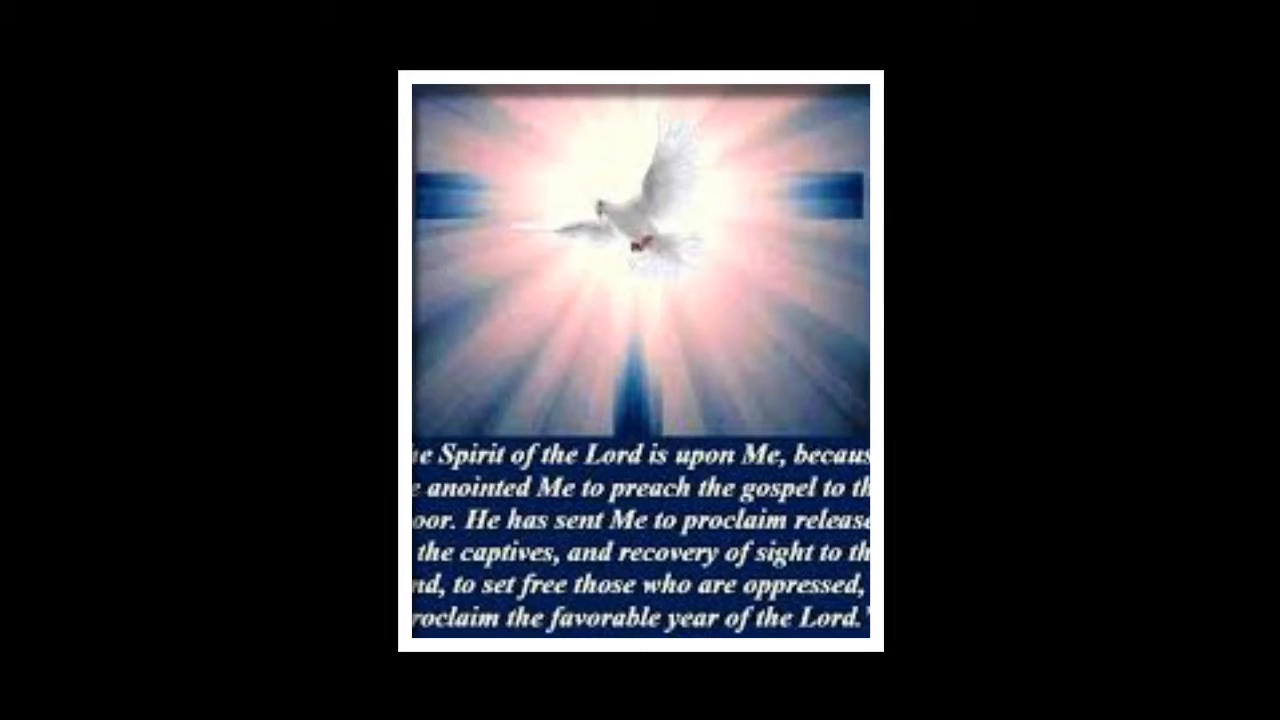 he Spirit of the Lord is upon Me, becaus
e anointed Me to preach the gospel to th
oor. He has sent Me to proclaim release
the captives, and recovery of sight to th
nd, to set free those who are oppressed,
roclaim the favorable year of the Lord."